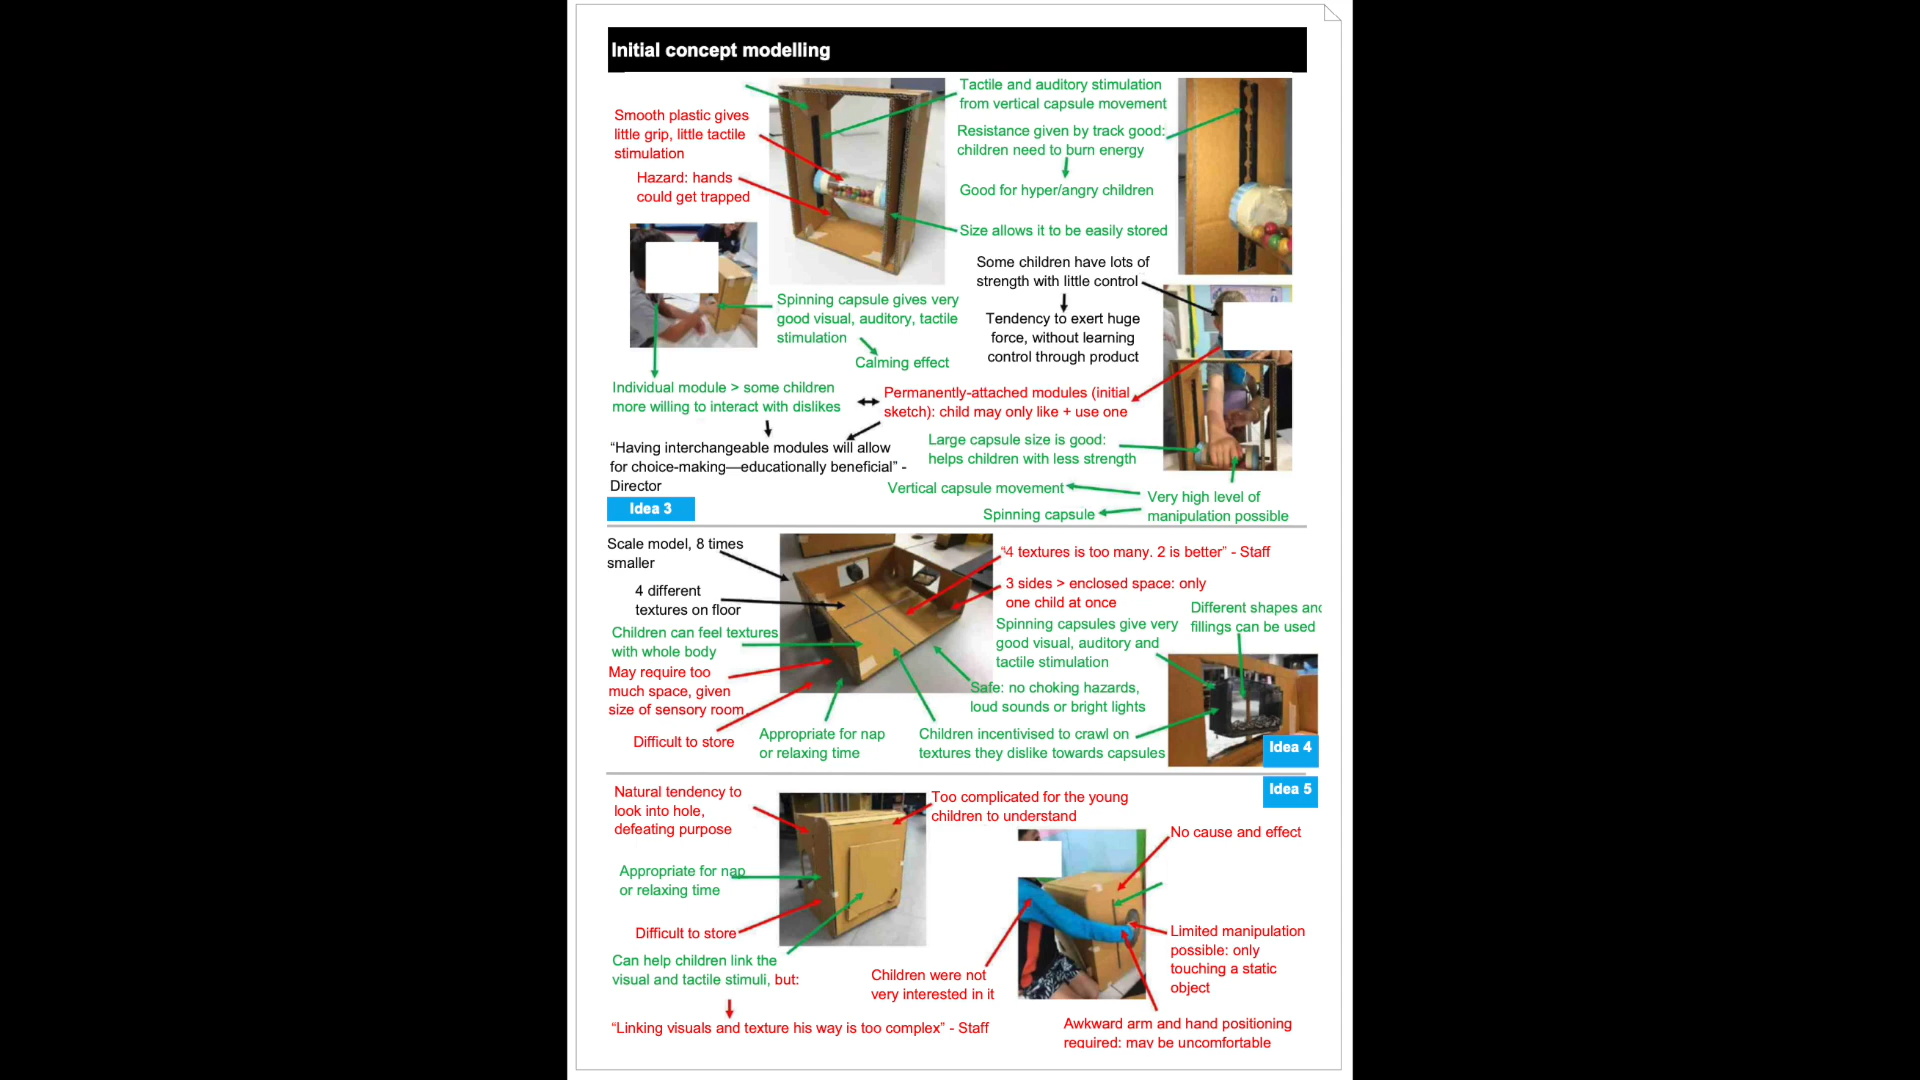 Initial concept modelling
Smooth plastic gives
little grip, little tactile
stimulation
Hazard: hands
could get trapped
Tactile and auditory stimulation
from vertical capsule movement
Resistance given by track good:
children need to burn energy
Good for hyper/angry children
Size allows it to be easily stored
Some children have lots of
strength with little control
Tendency to exert huge
force, without learning
control through product
Spinning capsule gives very
good visual, auditory, tactile
stimulation
Calming effect
Individual module > some children
more willing to interact with dislikes
Permanently-attached modules (initial
sketch): child may only like + use one
“Having interchangeable modules will allow
for choice-making—educationally beneficial” -
Director
Large capsule size is good:
helps children with less strength
Vertical capsule movement
Spinning capsule
Very high level of
manipulation possible
Idea 3
Scale model, 8 times
smaller
4 different
textures on floor
Children can feel textures
with whole body
May require too
much space, given
size of sensory room
Difficult to store
Appropriate for nap
or relaxing time
“4 textures is too many. 2 is better” - Staff
3 sides > enclosed space: only
one child at once
Spinning capsules give very
good visual, auditory and
tactile stimulation
Different shapes and
fillings can be used
Safe: no choking hazards,
loud sounds or bright lights
Children incentivised to crawl on
textures they dislike towards capsules
Idea 4
Idea 5
Natural tendency to
look into hole,
defeating purpose
Appropriate for nap
or relaxing time
Difficult to store
Can help children link the
visual and tactile stimuli, but:
“Linking visuals and texture his way is too complex” - Staff
Too complicated for the young
children to understand
Children were not
very interested in it
No cause and effect
Limited manipulation
possible: only
touching a static
object
Awkward arm and hand positioning
required: may be uncomfortable